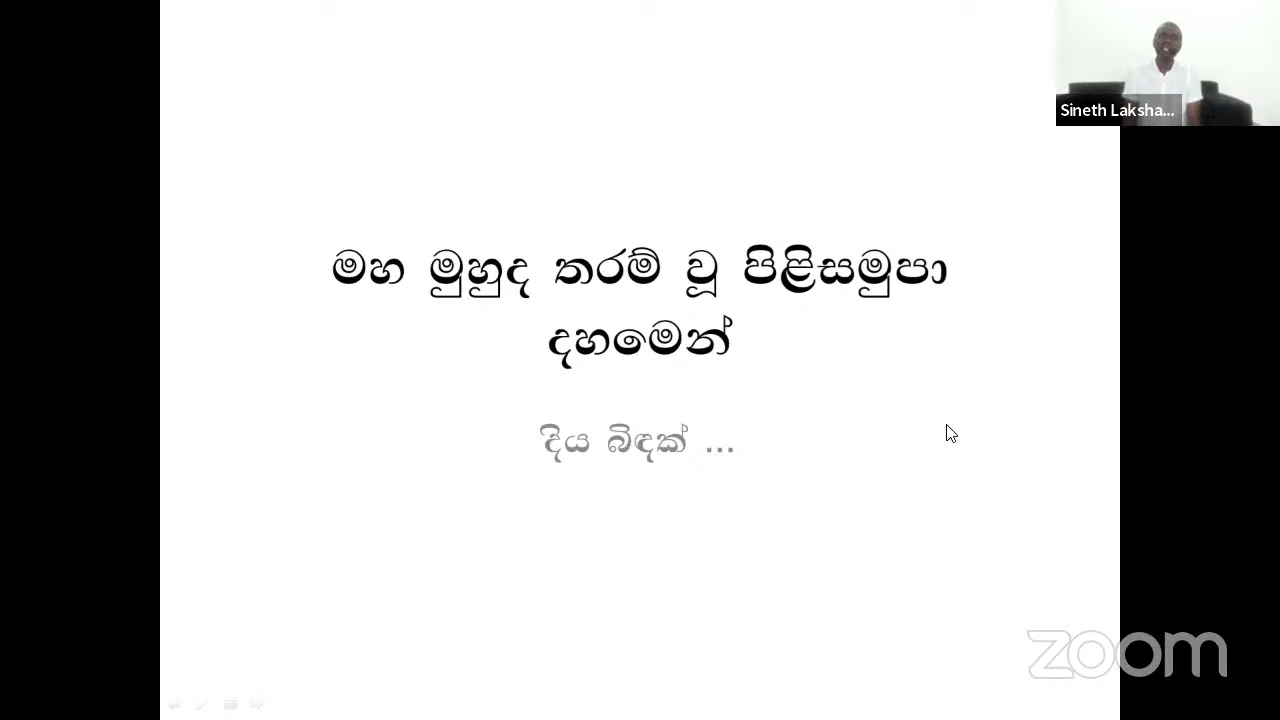 Sineth Laksha...
මහ මුහුද තරම් වූ පිළිසමුපා
දහමෙන්
දිය බිඳක් ...
zoom